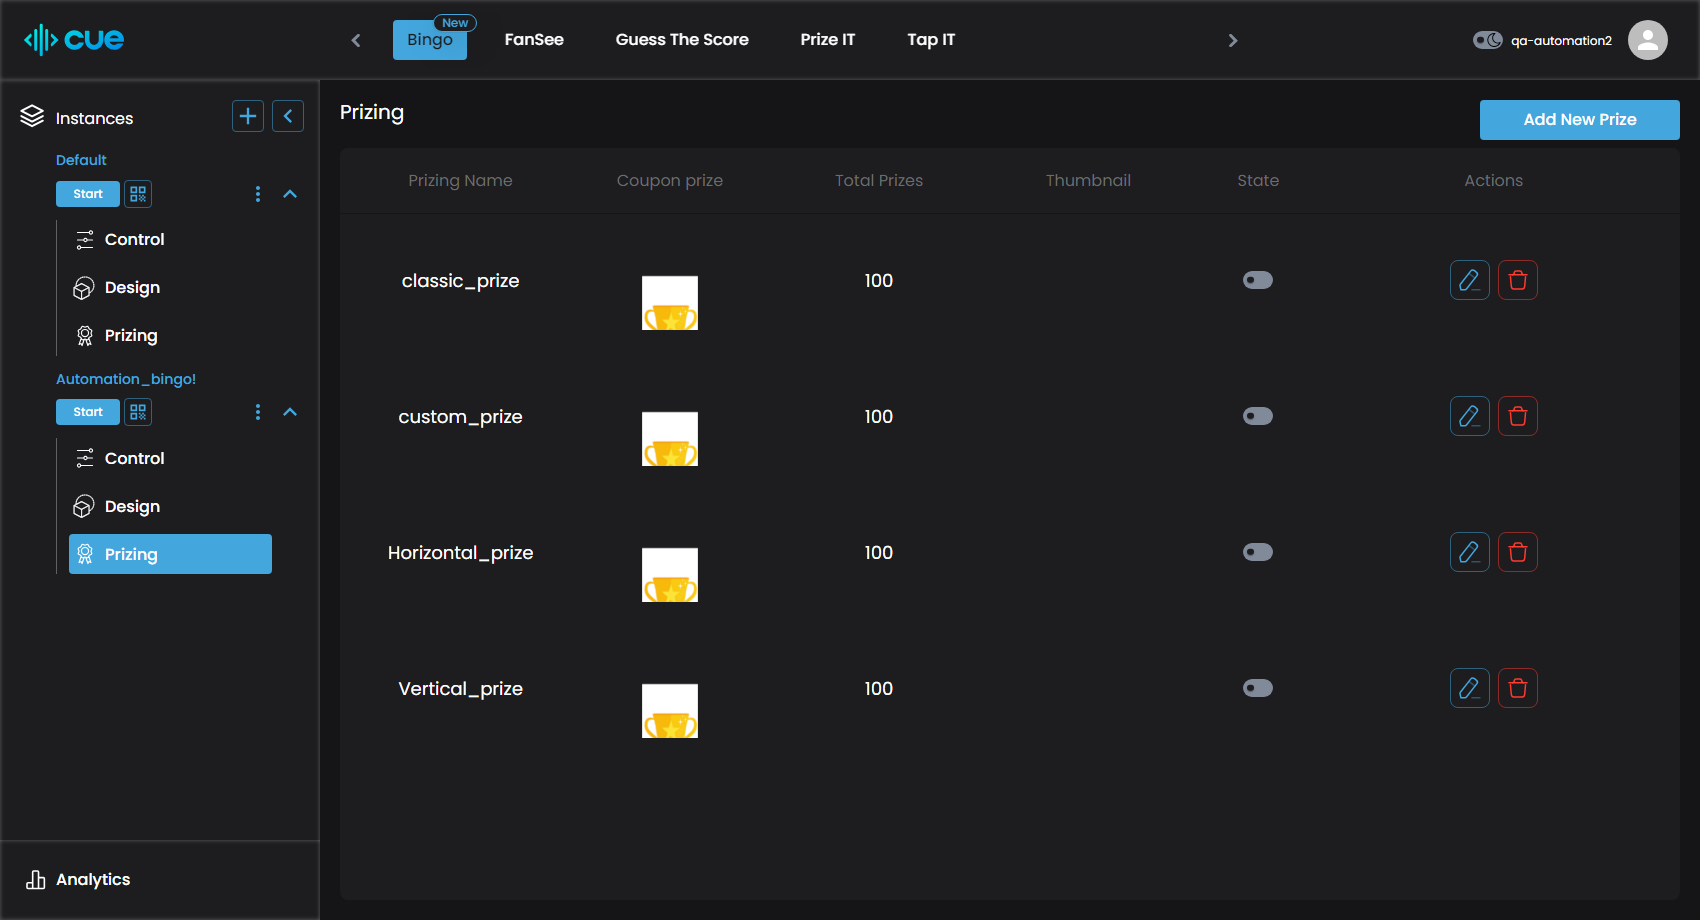 cue
New
Bingo
FanSee
Guess The Score
Prize IT
Tap IT
qa-automation2
Instances
Default
Start
Control
Design
Prizing
Automation_bingo!
Start
Control
Design
Prizing
Analytics
Prizing
Add New Prize
Prizing Name Coupon prize Total Prizes Thumbnail State Actions
classic_prize 100
custom_prize 100
Horizontal_prize 100
Vertical_prize 100